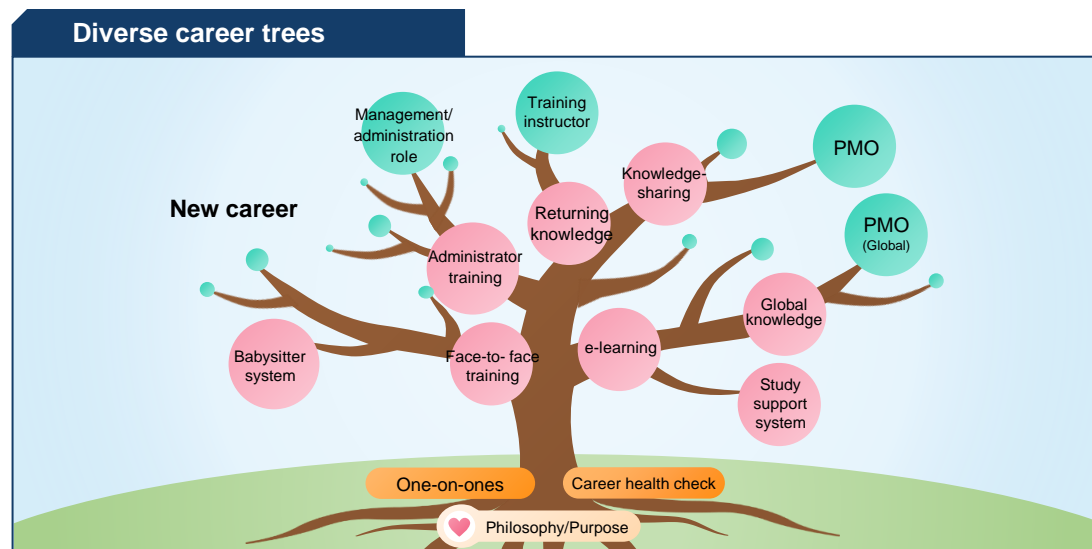 Diverse career trees
Management/
administration
role
Training
instructor
PMO
Knowledge-
sharing
New career
Returning
knowledge
PMO
(Global)
Administrator
training
Global
knowledge
Babysitter
system
Face-to- face
training
e-learning
Study
support
system
One-on-ones
Career health check
Philosophy/Purpose